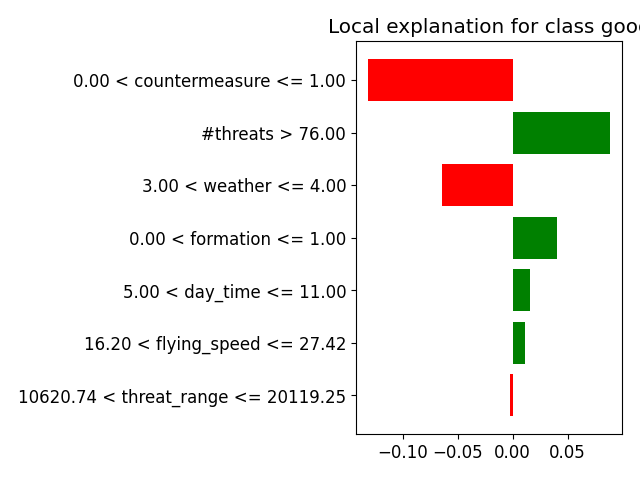 Local explanation for class goo
0.00 < countermeasure <= 1.00
#threats > 76.00
3.00 < weather <= 4.00
0.00 < formation <= 1.00
5.00 < day_time <= 11.00
16.20 < flying_speed <= 27.42
10620.74 < threat_range <= 20119.25
−0.10 −0.05 0.00 0.05